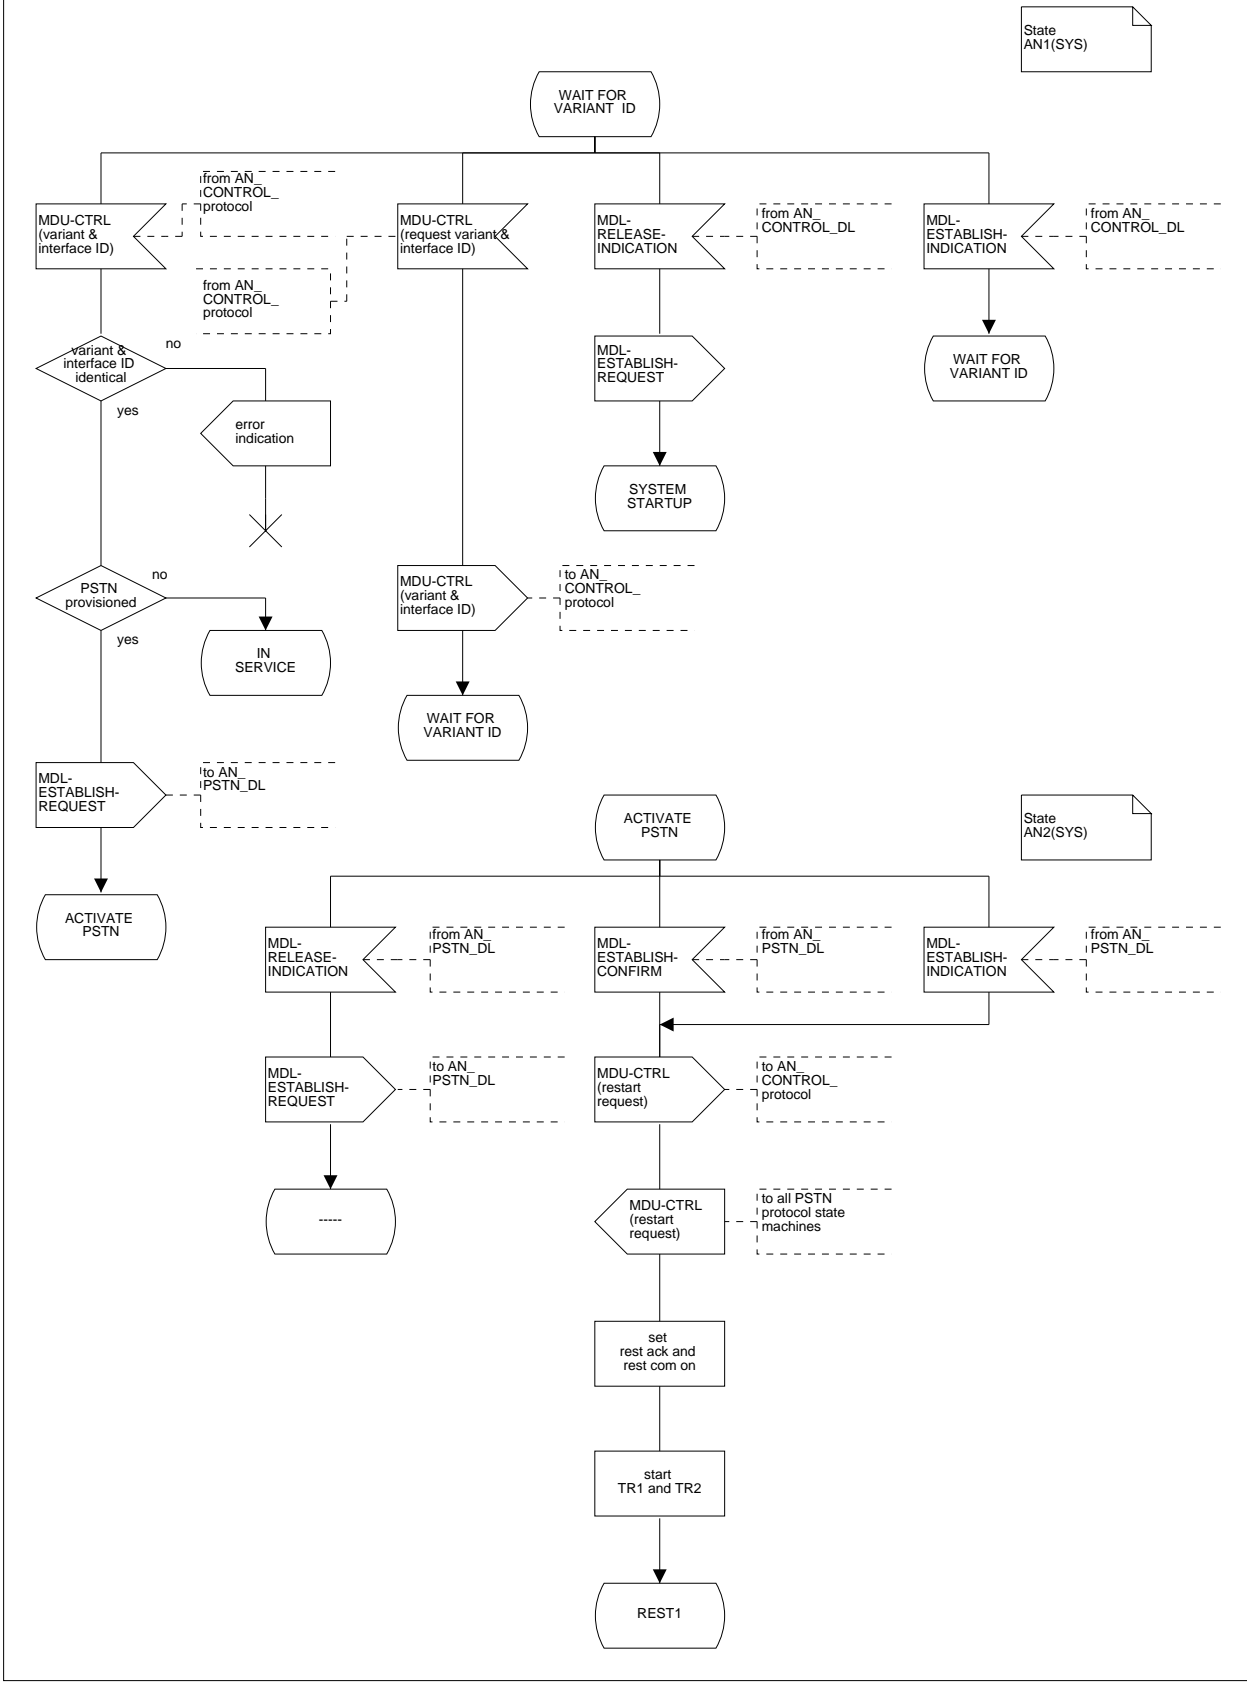 State
AN1(SYS)
WAIT FOR
VARIANT ID
from AN_
CONTROL_
protocol
MDU-CTRL
(variant &
interface ID)
MDU-CTRL
(request variant &
interface ID)
from AN_
CONTROL_
protocol
MDL-
RELEASE-
INDICATION
from AN_
CONTROL_DL
MDL-
ESTABLISH-
INDICATION
from AN_
CONTROL_DL
variant &
interface ID
identical
no
yes
error
indication
MDL-
ESTABLISH-
REQUEST
WAIT FOR
VARIANT ID
SYSTEM
STARTUP
PSTN
provisioned
no
yes
IN
SERVICE
MDU-CTRL
(variant &
interface ID)
to AN_
CONTROL_
protocol
WAIT FOR
VARIANT ID
MDL-
ESTABLISH-
REQUEST
to AN_
PSTN_DL
ACTIVATE
PSTN
ACTIVATE
PSTN
State
AN2(SYS)
MDL-
RELEASE-
INDICATION
from AN_
PSTN_DL
MDL-
ESTABLISH-
CONFIRM
from AN_
PSTN_DL
MDL-
ESTABLISH-
INDICATION
from AN_
PSTN_DL
MDL-
ESTABLISH-
REQUEST
to AN_
PSTN_DL
MDU-CTRL
(restart
request)
to AN_
CONTROL_
protocol
-----
MDU-CTRL
(restart
request)
to all PSTN
protocol state
machines
set
rest ack and
rest com on
start
TR1 and TR2
REST1